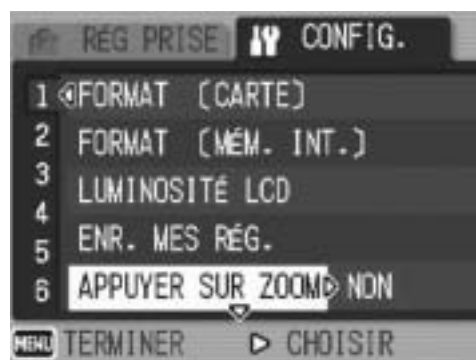 RÉG PRISE CONFIG.
1 FORMAT [CARTE]
2 FORMAT [MÉM. INT.]
3 LUMINOSITÉ LCD
4 ENR. MES RÉG.
5 APPUYER SUR ZOOM NON
6
MENU TERMINER CHOISIR